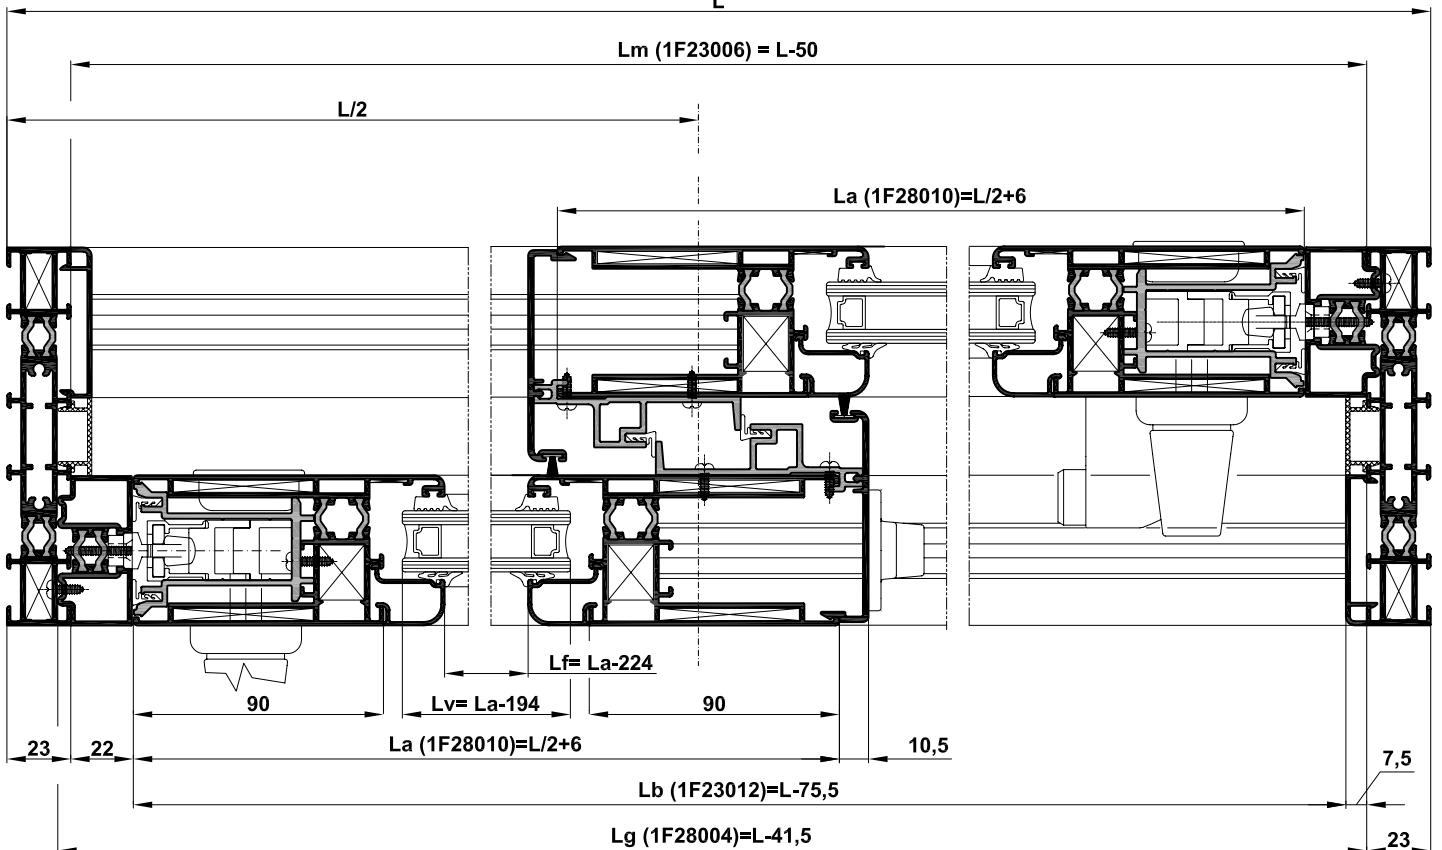 L
Lm (1F23006) = L-50
L/2
La (1F28010)=L/2+6
Lf= La-224
90
Lv= La-194
90
23
22
La (1F28010)=L/2+6
10,5
7,5
Lb (1F23012)=L-75,5
Lg (1F28004)=L-41,5
23